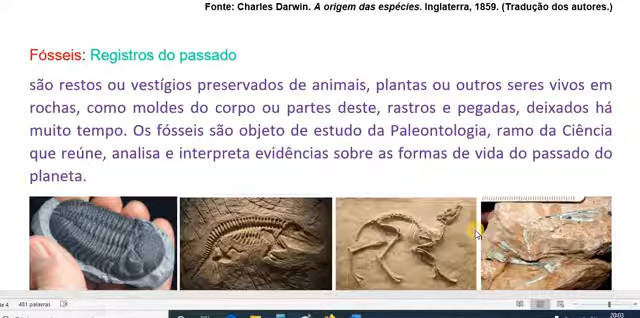 Fonte: Charles Darwin. A origem das espécies. Inglaterra, 1859. (Tradução dos autores.)
Fósseis: Registros do passado
são restos ou vestígios preservados de animais, plantas ou outros seres vivos em
rochas, como moldes do corpo ou partes deste, rastros e pegadas, deixados há
muito tempo. Os fósseis são objeto de estudo da Paleontologia, ramo da Ciência
que reúne, analisa e interpreta evidências sobre as formas de vida do passado do
planeta.
481 palavras
20:03